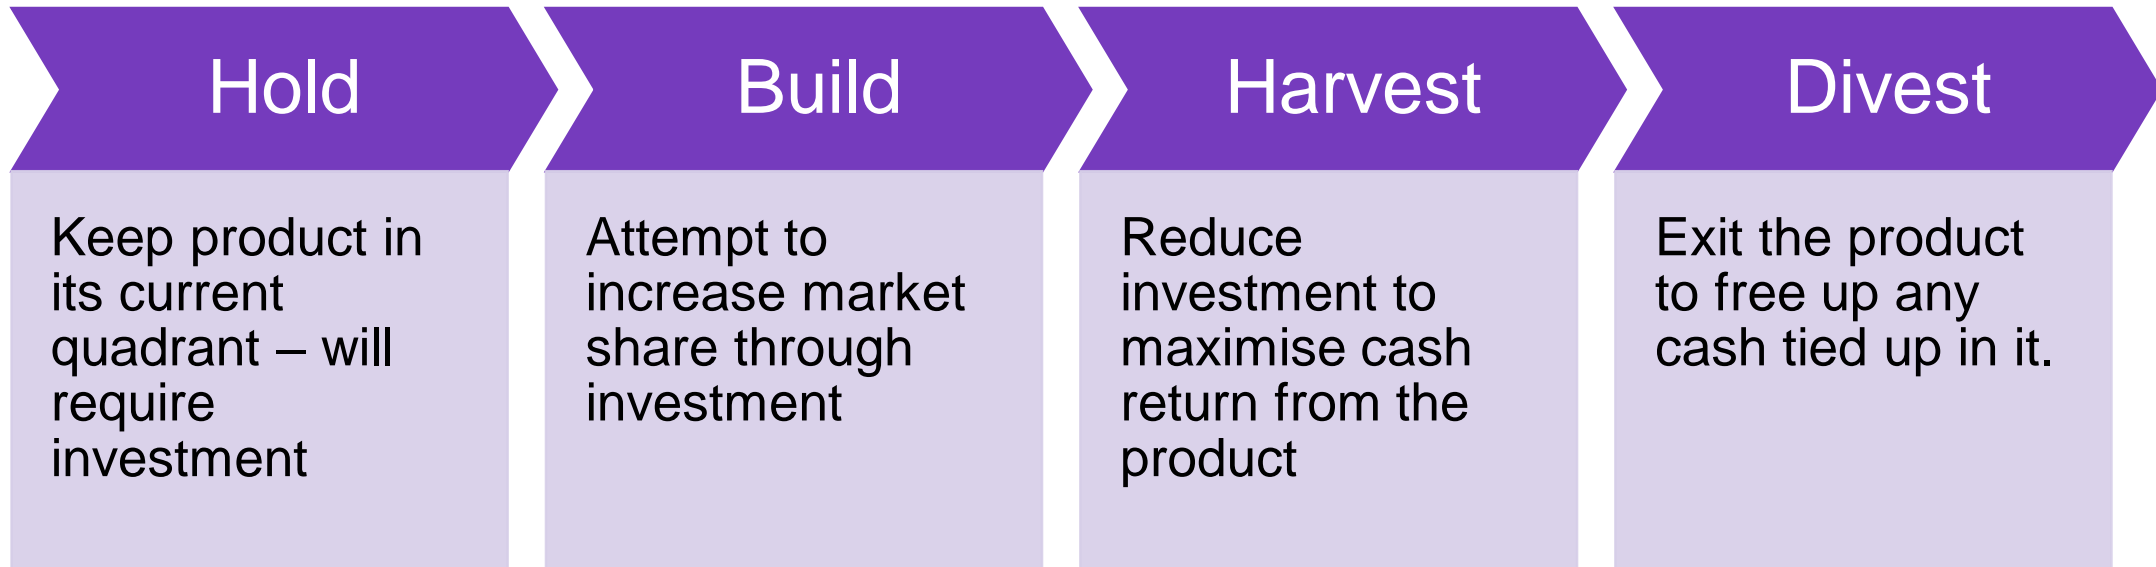 Hold
Keep product in
its current
quadrant – will
require
investment
Build
Attempt to
increase market
share through
investment
Harvest
Reduce
investment to
maximise cash
return from the
product
Divest
Exit the product
to free up any
cash tied up in it.